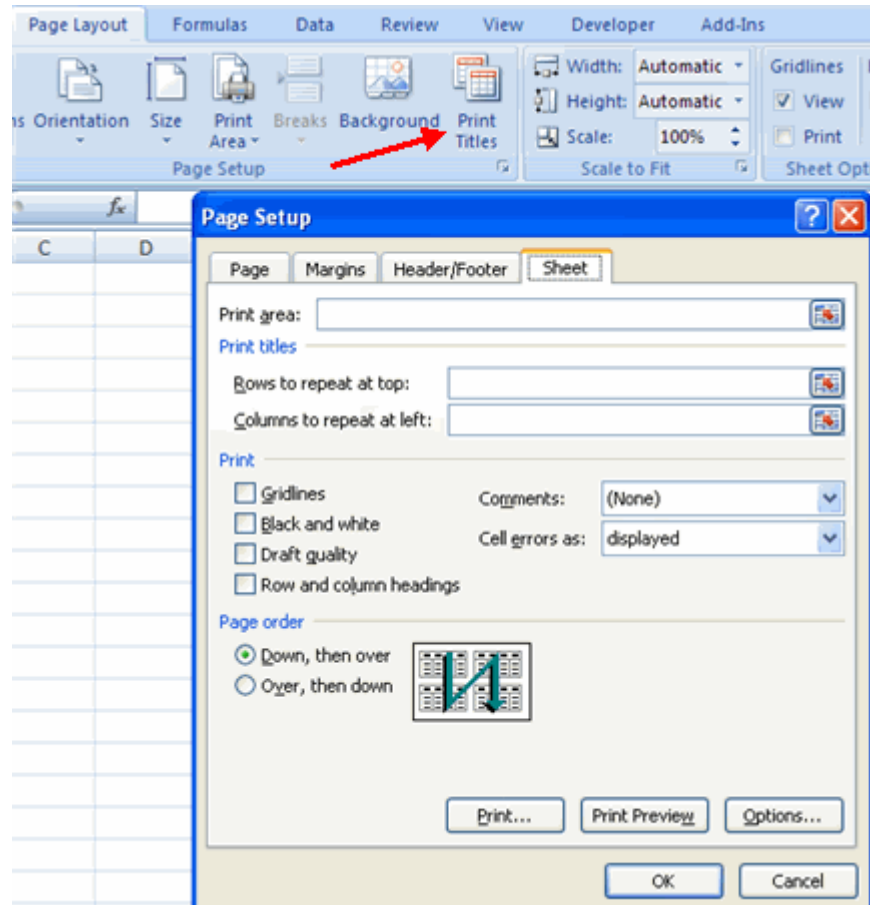 Page Layout Formulas Data Review View Developer Add-Ins
Orientation Size Print Area Breaks Background Print Titles
Width: Automatic
Height: Automatic
Scale: 100%
Gridlines
View
Print
Page Setup Scale to Fit Sheet Opt
fx
C D
Page Setup
Page Margins Header/Footer Sheet
Print area:
Print titles
Rows to repeat at top:
Columns to repeat at left:
Print
Gridlines
Black and white
Draft quality
Row and column headings
Comments: (None)
Cell errors as: displayed
Page order
Down, then over
Over, then down
Print... Print Preview Options...
OK Cancel